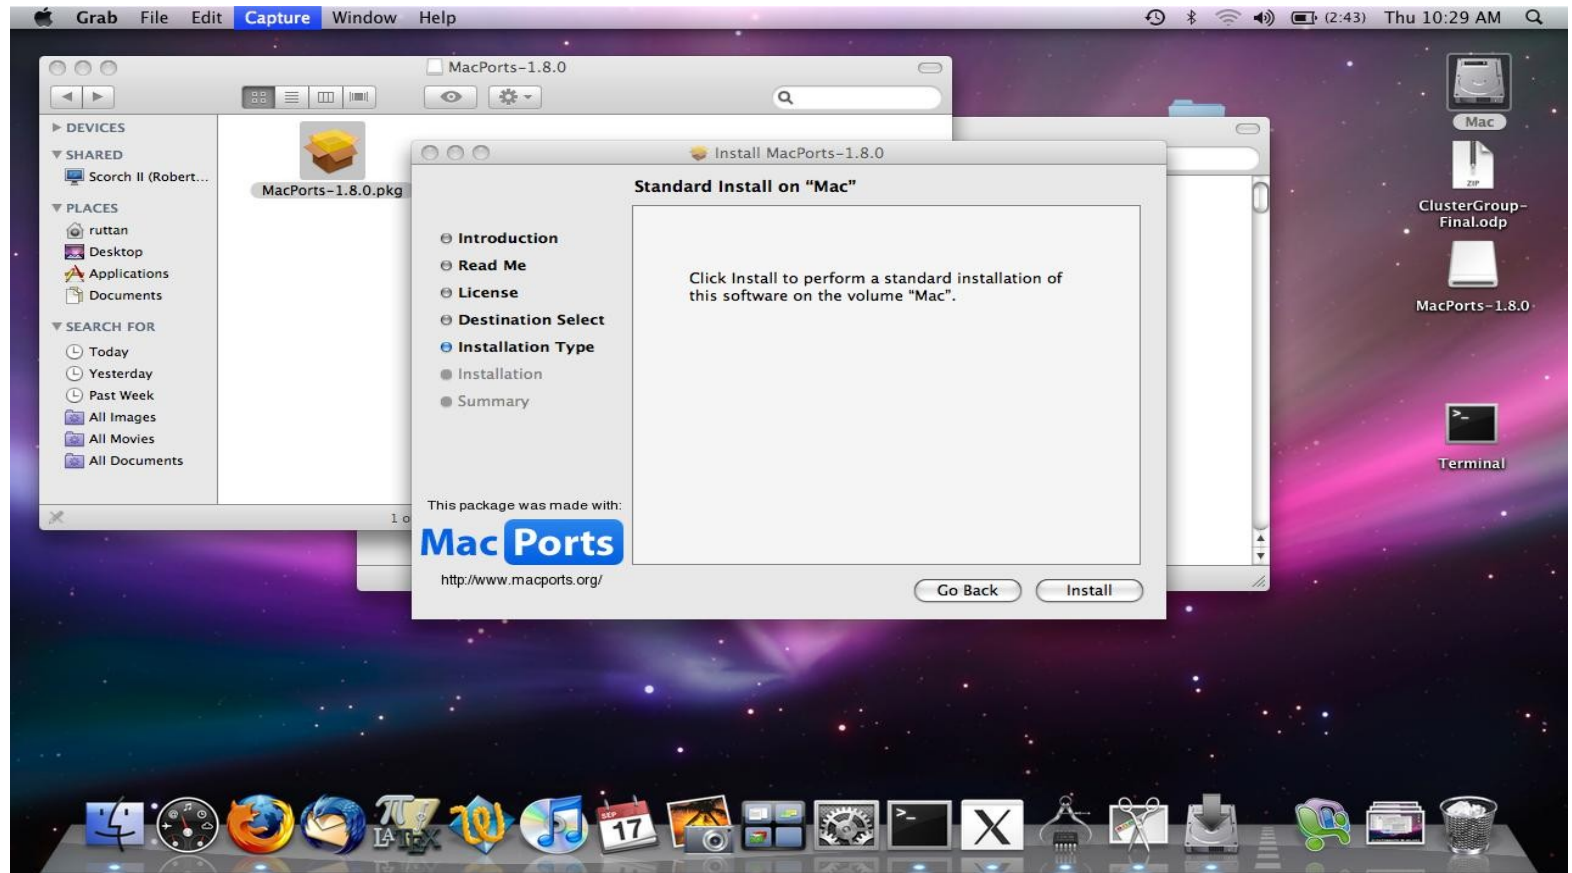 Grab File Edit Capture Window Help
(2:43) Thu 10:29 AM
MacPorts-1.8.0
DEVICES
SHARED
Scorch II (Robert...
PLACES
ruttan
Desktop
Applications
Documents
SEARCH FOR
Today
Yesterday
Past Week
All Images
All Movies
All Documents
MacPorts-1.8.0.pkg
1 o
Install MacPorts-1.8.0
Standard Install on “Mac”
Introduction
Read Me
License
Destination Select
Installation Type
Installation
Summary
Click Install to perform a standard installation of
this software on the volume “Mac”.
This package was made with:
Mac Ports
http://www.macports.org/
Go Back Install
Mac
ZIP
ClusterGroup-
Final.odp
MacPorts-1.8.0
>_
Terminal
SEP
17
>_
X